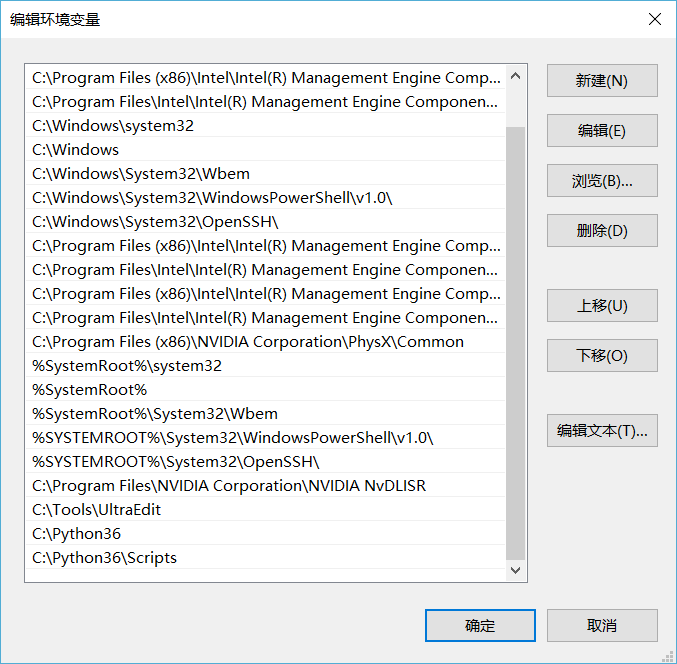 编辑环境变量
C:\Program Files (x86)\Intel\Intel(R) Management Engine Comp...
C:\Program Files\Intel\Intel(R) Management Engine Componen...
C:\Windows\system32
C:\Windows
C:\Windows\System32\Wbem
C:\Windows\System32\WindowsPowerShell\v1.0\
C:\Windows\System32\OpenSSH\
C:\Program Files (x86)\Intel\Intel(R) Management Engine Comp...
C:\Program Files\Intel\Intel(R) Management Engine Componen...
C:\Program Files (x86)\Intel\Intel(R) Management Engine Comp...
C:\Program Files\Intel\Intel(R) Management Engine Componen...
C:\Program Files (x86)\NVIDIA Corporation\PhysX\Common
%SystemRoot%\system32
%SystemRoot%
%SystemRoot%\System32\Wbem
%SYSTEMROOT%\System32\WindowsPowerShell\v1.0\
%SYSTEMROOT%\System32\OpenSSH\
C:\Program Files\NVIDIA Corporation\NVIDIA NvDLISR
C:\Tools\UltraEdit
C:\Python36
C:\Python36\Scripts
新建(N)
编辑(E)
浏览(B)...
删除(D)
上移(U)
下移(O)
编辑文本(T)...
确定
取消